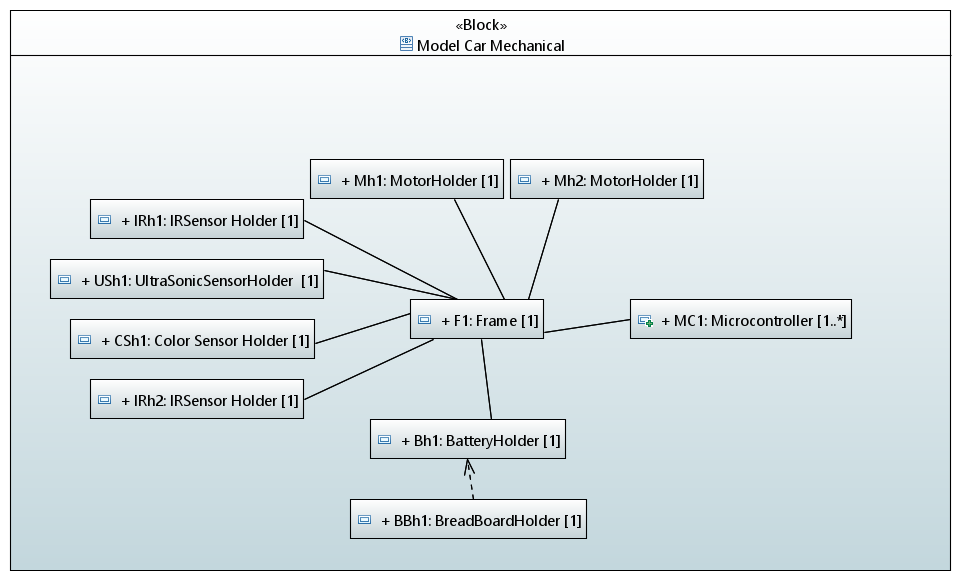 «Block»
Model Car Mechanical
+ Mh1: MotorHolder [1]
+ Mh2: MotorHolder [1]
+ IRh1: IRSensor Holder [1]
+ USh1: UltraSonicSensorHolder  [1]
+ F1: Frame [1]
+ MC1: Microcontroller [1..*]
+ CSh1: Color Sensor Holder [1]
+ IRh2: IRSensor Holder [1]
+ Bh1: BatteryHolder [1]
+ BBh1: BreadBoardHolder [1]